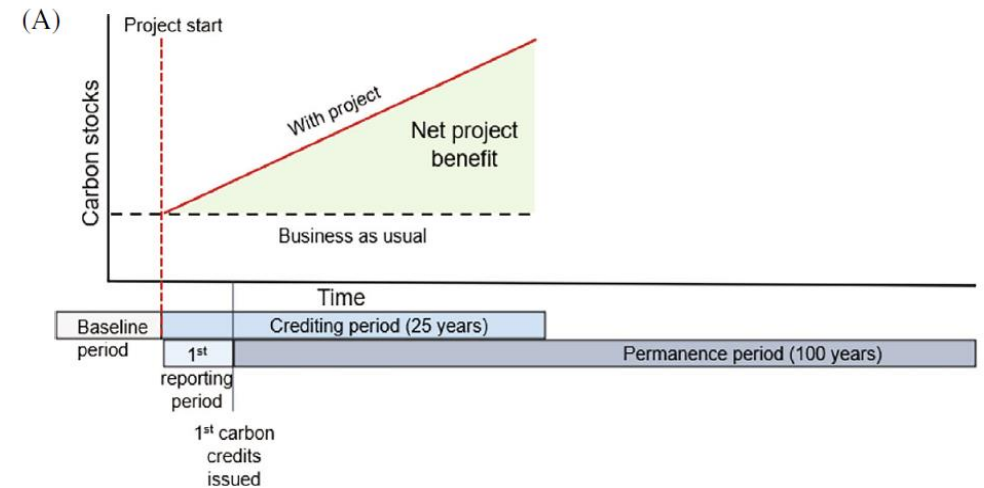 (A)
Project start
Carbon stocks
With project
Net project
benefit
Business as usual
Time
Baseline
period
Crediting period (25 years)
1st
reporting
period
Permanence period (100 years)
1st carbon
credits
issued